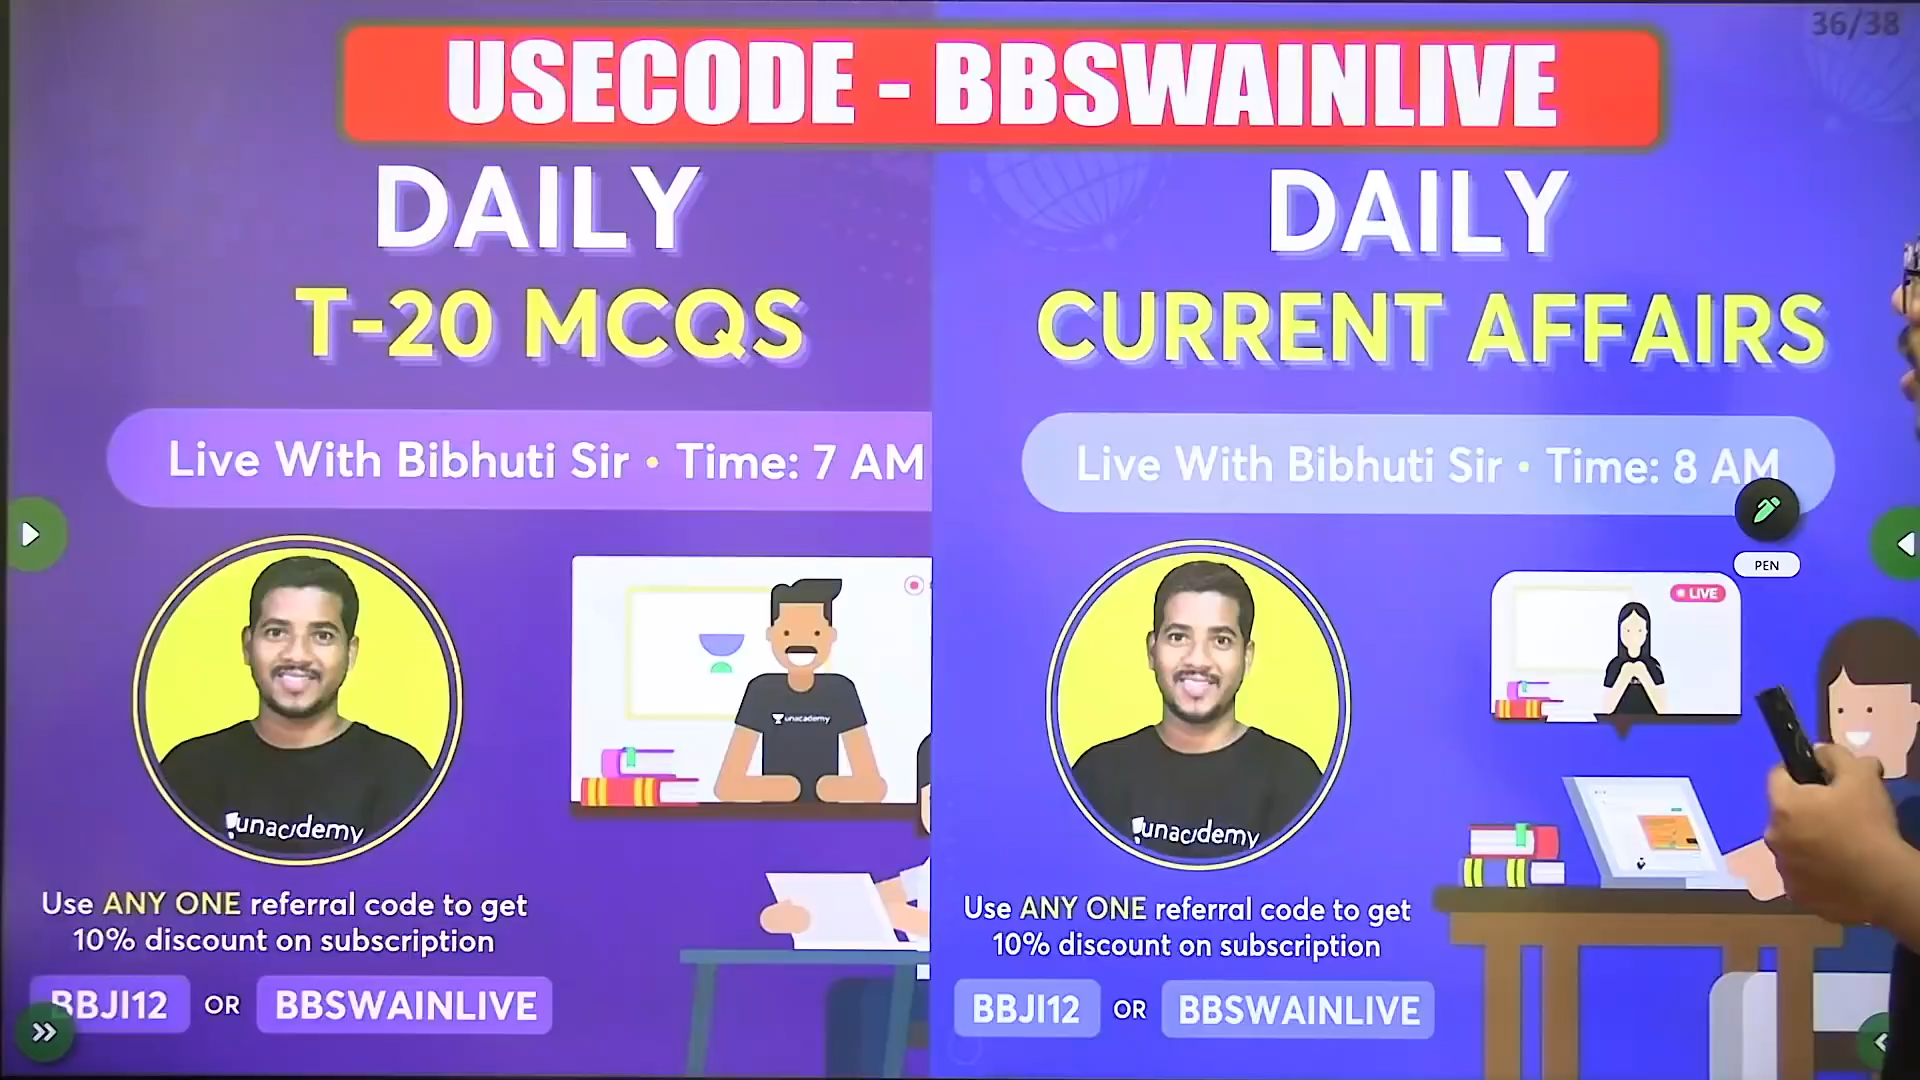 36/38
USECODE - BBSWAINLIVE
DAILY
T-20 MCQS
Live With Bibhuti Sir • Time: 7 AM
unacademy
unacademy
Use ANY ONE referral code to get
10% discount on subscription
BBJI12 OR BBSWAINLIVE
DAILY
CURRENT AFFAIRS
Live With Bibhuti Sir • Time: 8 AM
PEN
LIVE
unacademy
Use ANY ONE referral code to get
10% discount on subscription
BBJI12 OR BBSWAINLIVE